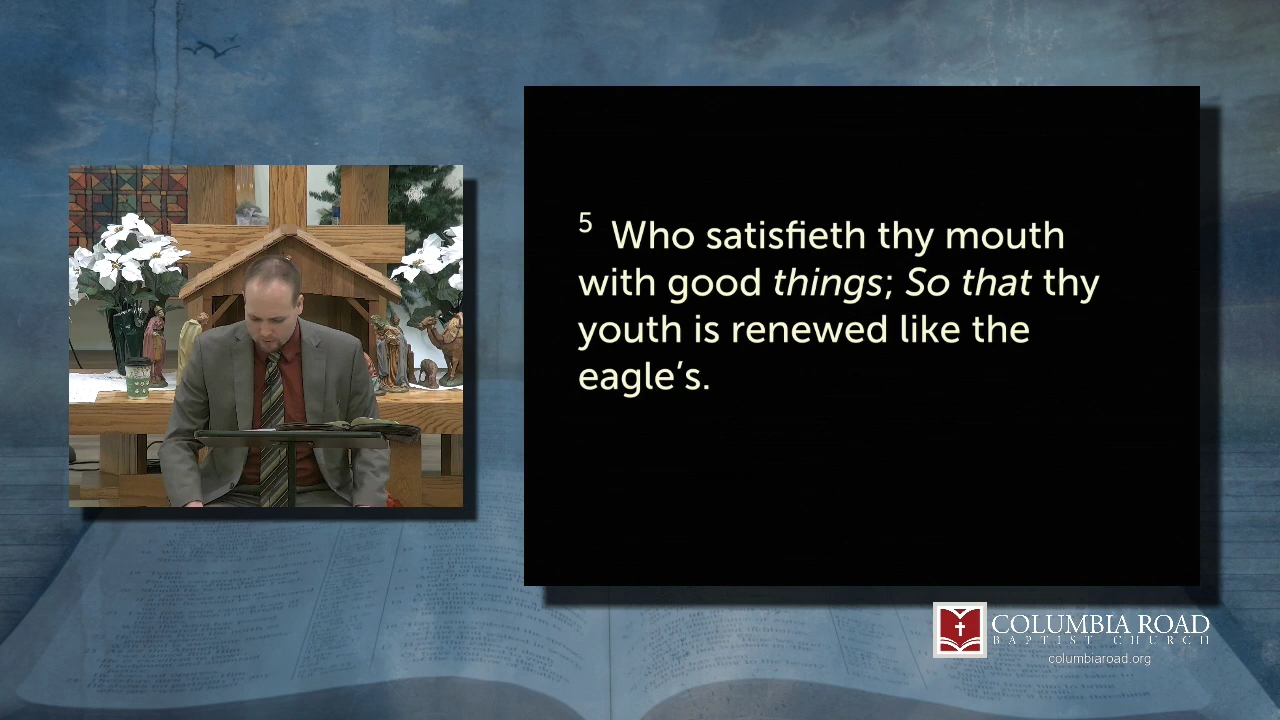 5 Who satisfieth thy mouth
with good things; So that thy
youth is renewed like the
eagle's.
COLUMBIA ROAD
BAPTIST CHURCH
columbiaroad.org